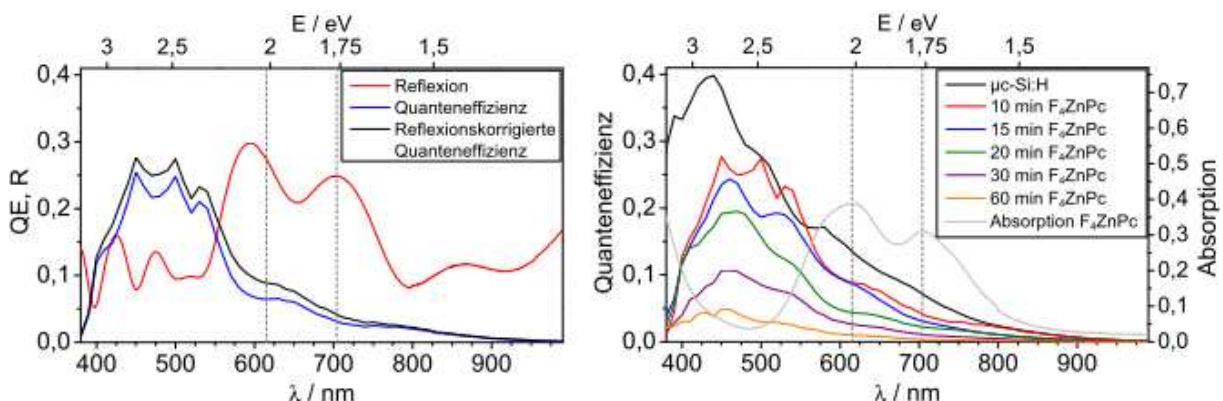 E / eV
3 2,5 2 1,75 1,5
0,4
0,3
0,2
0,1
0,0
QE, R
Reflexion
Quanteneffizienz
Reflexionskorrigierte
Quanteneffizienz
400 500 600 700 800 900
λ / nm
E / eV
3 2,5 2 1,75 1,5
0,4
0,3
0,2
0,1
0,0
Quanteneffizienz
µc-Si:H
10 min F₄ZnPc
15 min F₄ZnPc
20 min F₄ZnPc
30 min F₄ZnPc
60 min F₄ZnPc
Absorption F₄ZnPc
0,7
0,6
0,5
0,4
0,3
0,2
0,1
0,0
Absorption
400 500 600 700 800 900
λ / nm